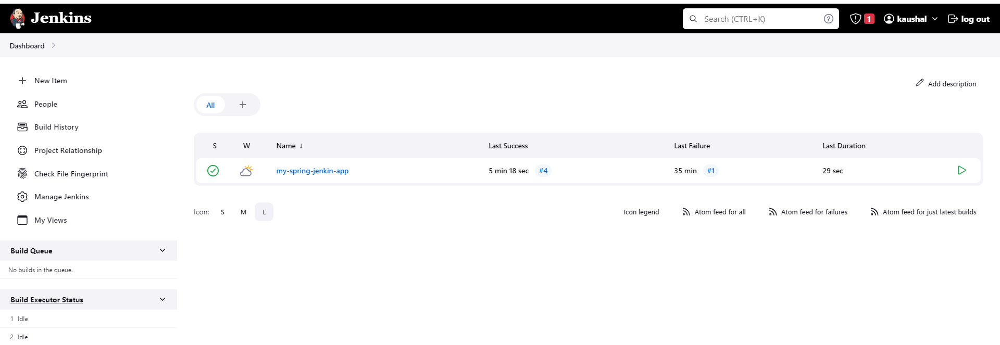 Jenkins
Search (CTRL+K)
?
1
kaushal
log out
Dashboard
New Item
People
Build History
Project Relationship
Check File Fingerprint
Manage Jenkins
My Views
Build Queue
No builds in the queue.
Build Executor Status
1 Idle
2 Idle
Add description
All +
S W Name ↓ Last Success Last Failure Last Duration
my-spring-jenkin-app 5 min 18 sec #4 35 min #1 29 sec
Icon: S M L
Icon legend
Atom feed for all
Atom feed for failures
Atom feed for just latest builds